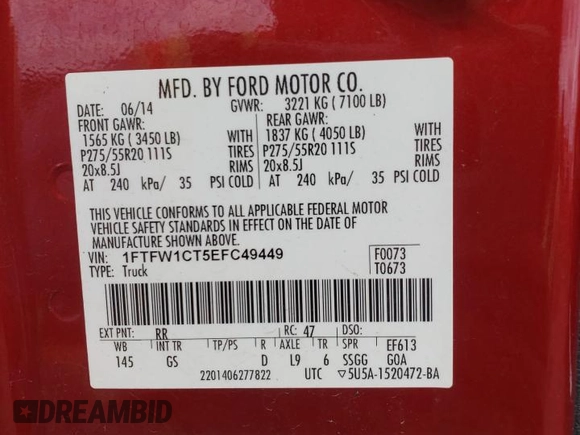 MFD. BY FORD MOTOR CO.
DATE: 06/14 GVWR: 3221 KG ( 7100 LB)
FRONT GAWR: REAR GAWR:
1565 KG ( 3450 LB) WITH 1837 KG ( 4050 LB) WITH
P275/55R20 111S TIRES P275/55R20 111S TIRES
20x8.5J RIMS 20x8.5J RIMS
AT 240 kPa/ 35 PSI COLD AT 240 kPa/ 35 PSI COLD
THIS VEHICLE CONFORMS TO ALL APPLICABLE FEDERAL MOTOR
VEHICLE SAFETY STANDARDS IN EFFECT ON THE DATE OF
MANUFACTURE SHOWN ABOVE.
VIN: 1FTFW1CT5EFC49449 F0073
TYPE: Truck T0673
EXT PNT: RR RC: 47 DSO:
WB INT TR TP/PS R AXLE TR SPR EF613
145 GS D L9 6 SSGG GOA
2201406277822 UTC ▽5U5A-1520472-BA
DREAMBID